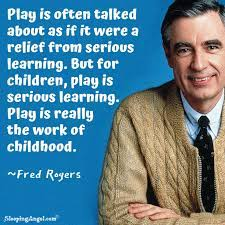 Play is often talked
about as if it were a
relief from serious
learning. But for
children, play is
serious learning.
Play is really
the work of
childhood.
~Fred Rogers
SleepingAngel.com